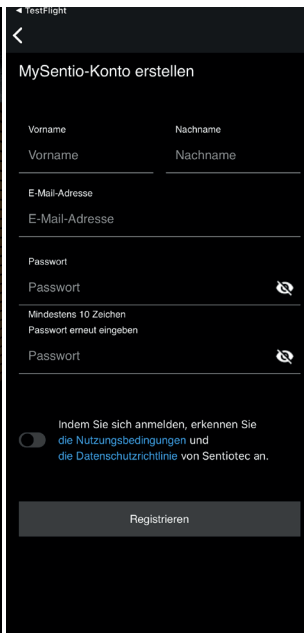 ◄ TestFlight
MySentio-Konto erstellen
Vorname Nachname
Vorname Nachname
E-Mail-Adresse
E-Mail-Adresse
Passwort
Passwort
Mindestens 10 Zeichen
Passwort erneut eingeben
Passwort
Indem Sie sich anmelden, erkennen Sie
die Nutzungsbedingungen und
die Datenschutzrichtlinie von Sentiotec an.
Registrieren